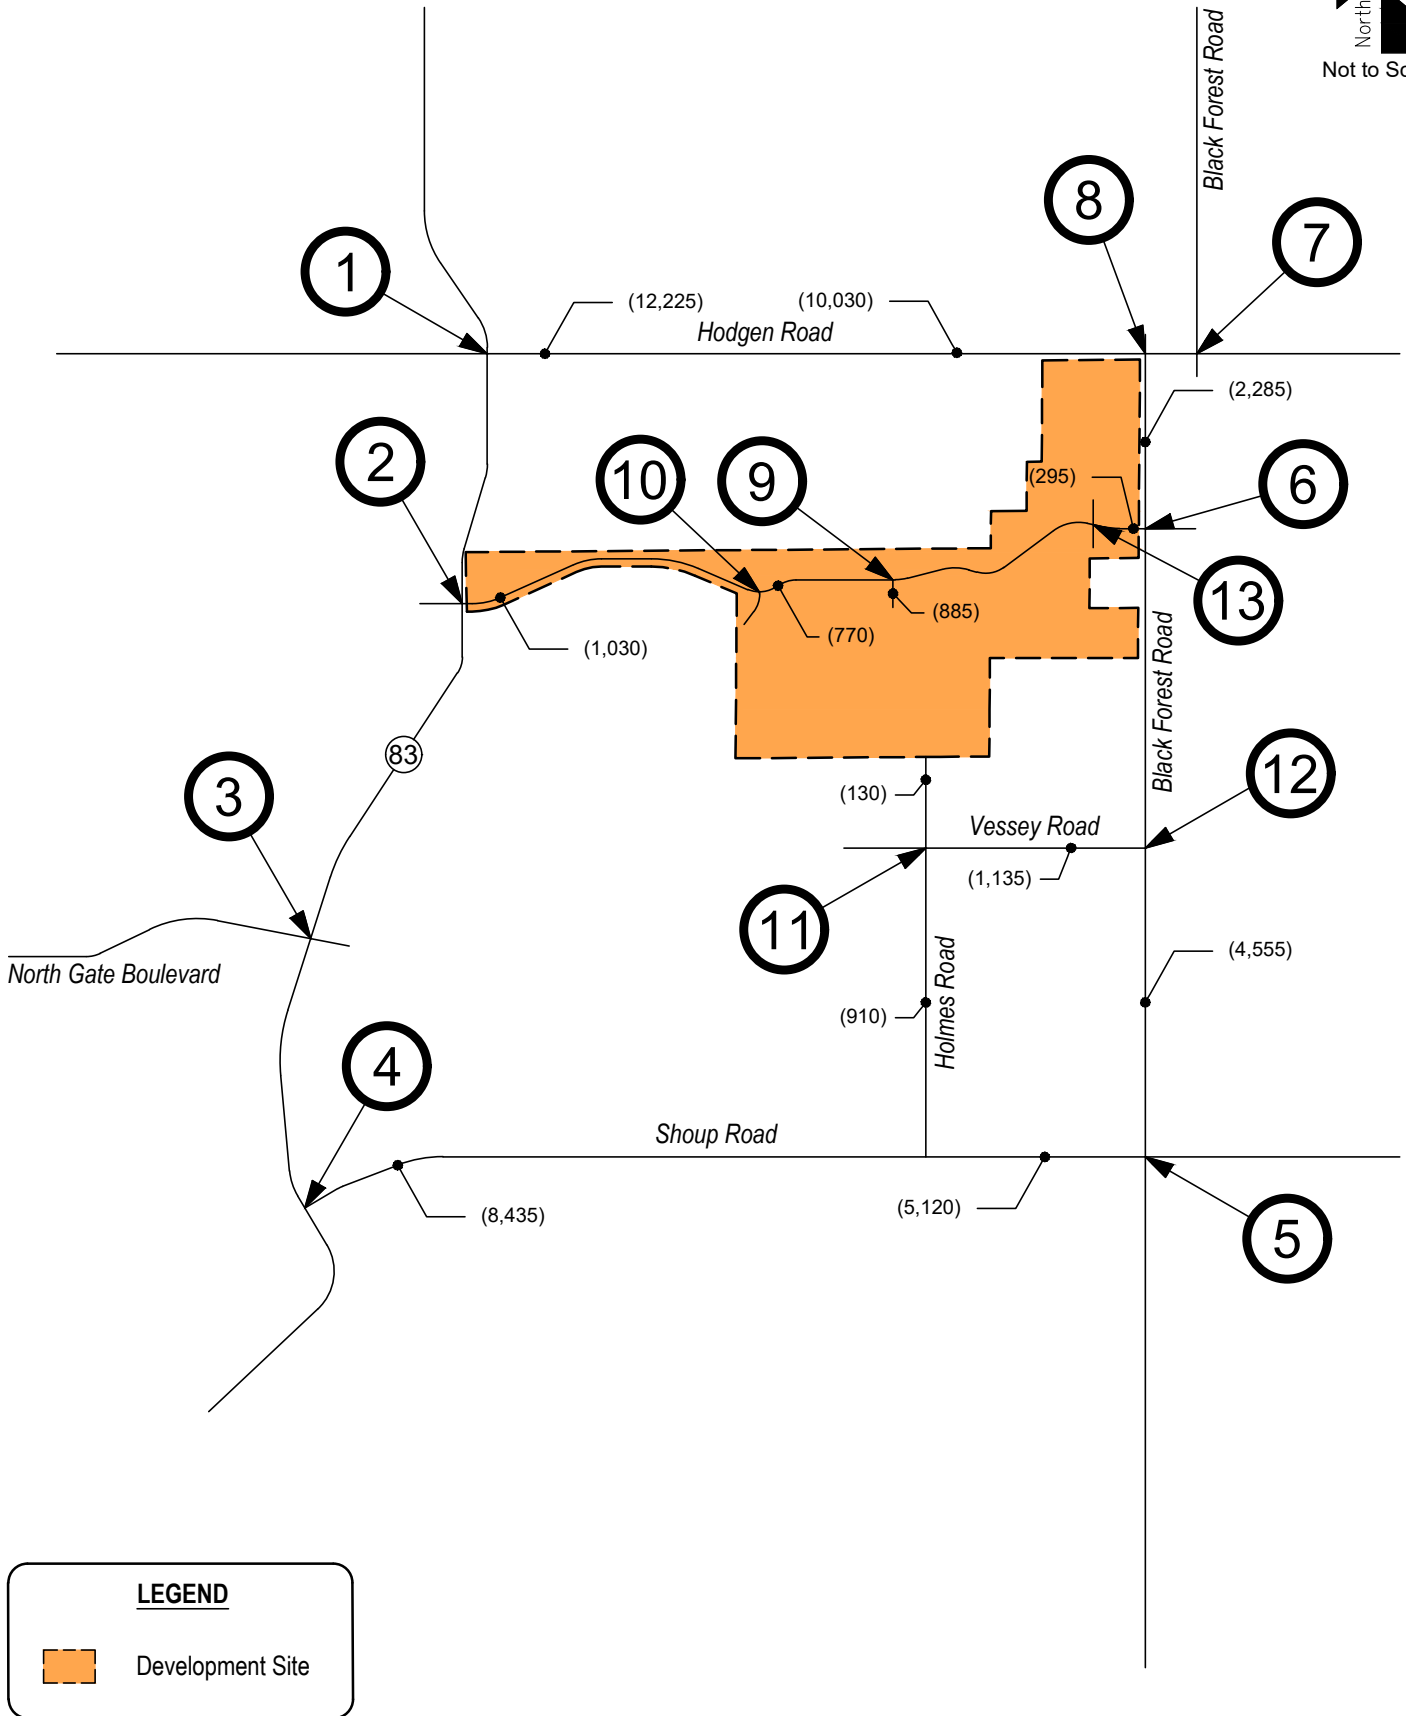 North
Not to
Black Forest Road
8
7
1
(12,225)
(10,030)
Hodgen Road
(2,285)
2
10
9
(295)
6
13
(885)
(770)
(1,030)
Black Forest Road
83
3
(130)
12
Vessey Road
(1,135)
11
North Gate Boulevard
(4,555)
Holmes Road
(910)
4
Shoup Road
(8,435)
(5,120)
5
LEGEND
Development Site